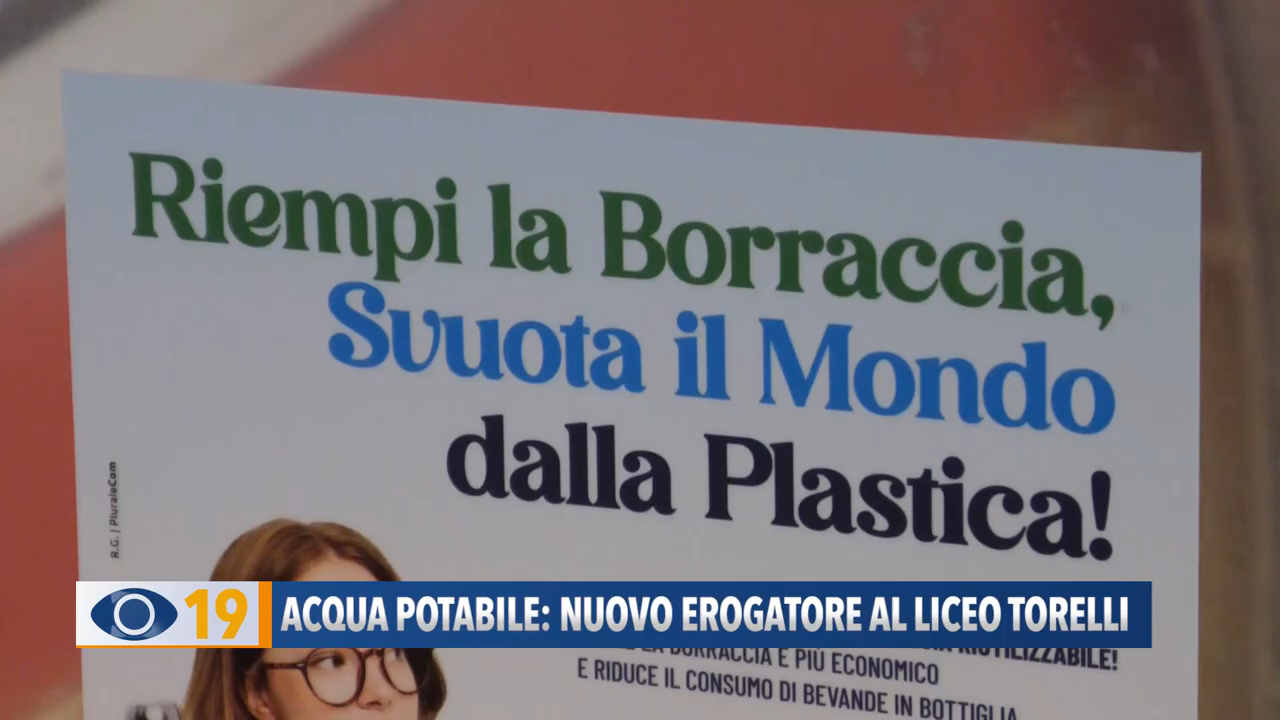 Riempi la Borraccia,
Svuota il Mondo
dalla Plastica!
R.G. | PluraleCom
19 ACQUA POTABILE: NUOVO EROGATORE AL LICEO TORELLI
RIUTILIZZABILE!
LA BORRACCIA È PIÙ ECONOMICO
E RIDUCE IL CONSUMO DI BEVANDE IN BOTTIGLIA